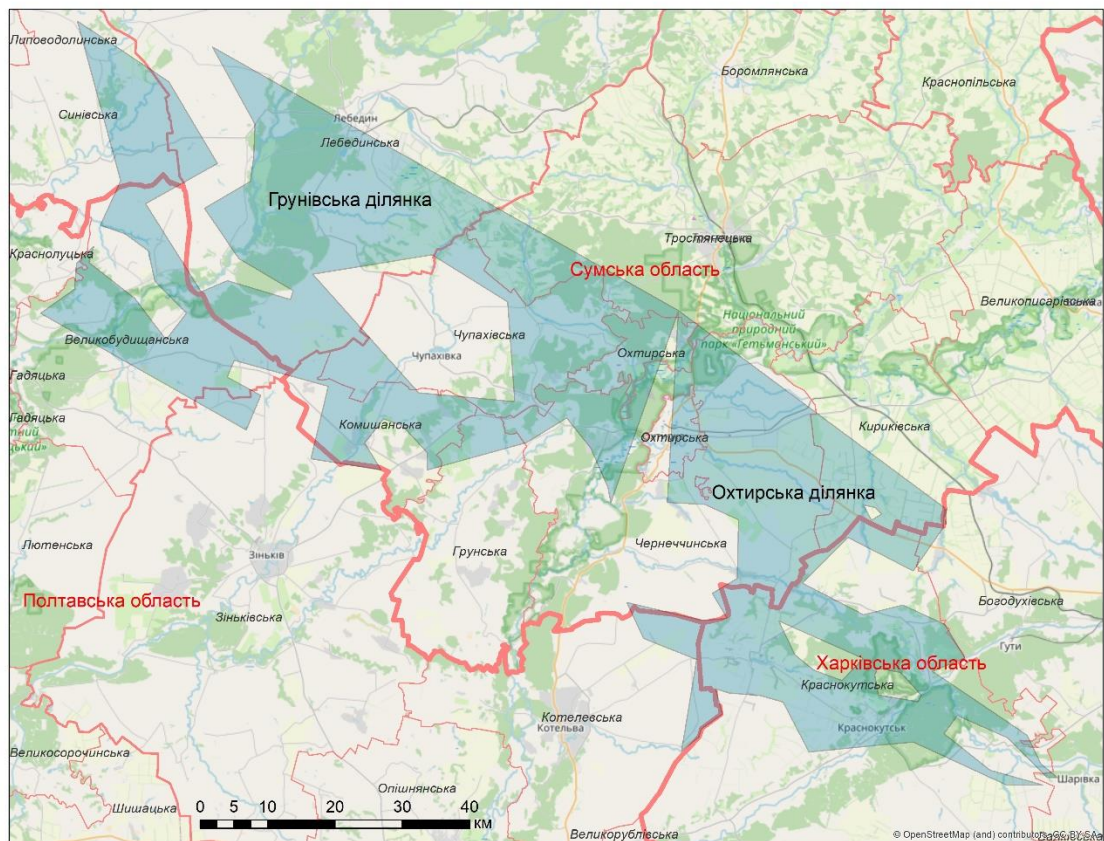 Липоводолинська
Боромлянська
Краснопільська
Синівська
Лебедин
Лебединська
Грунівська ділянка
Краснолуцька
Тростянецька
Сумська область
Великописарівська
Національний
природний
парк «Гетьманський»
Чупахівська
Великобудищанська
Чупахівка
Охтирська
Гадяцька
Гадяцька
Комишанська
Кириківська
Охтирська
Охтирська ділянка
Лютенська
Зіньків
Грунська
Чернеччинська
Полтавська область
Зіньківська
Богодухівська
Гути
Харківська область
Краснокутська
Котелевська
Котельва
Краснокутськ
Великосорочинська
Шарівка
Опішнянська
Шишацька
0 5 10 20 30 40
КМ
Великорублівська
© OpenStreetMap (and) contributors, CC-BY-SA